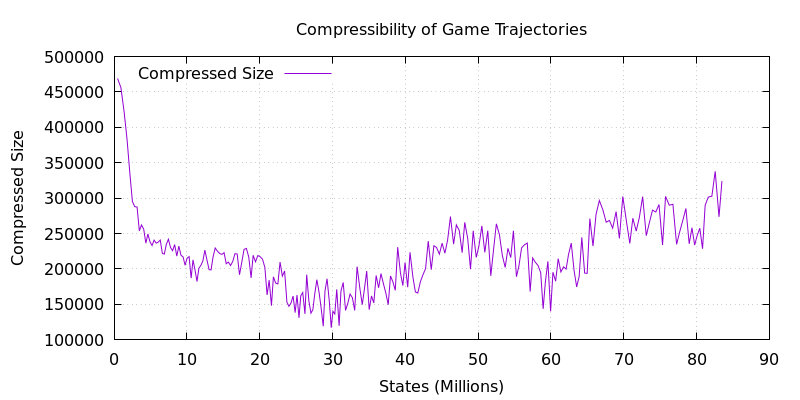 Compressibility of Game Trajectories
Compressed Size
500000
450000
400000
350000
300000
250000
200000
150000
100000
Compressed Size
0 10 20 30 40 50 60 70 80 90
States (Millions)